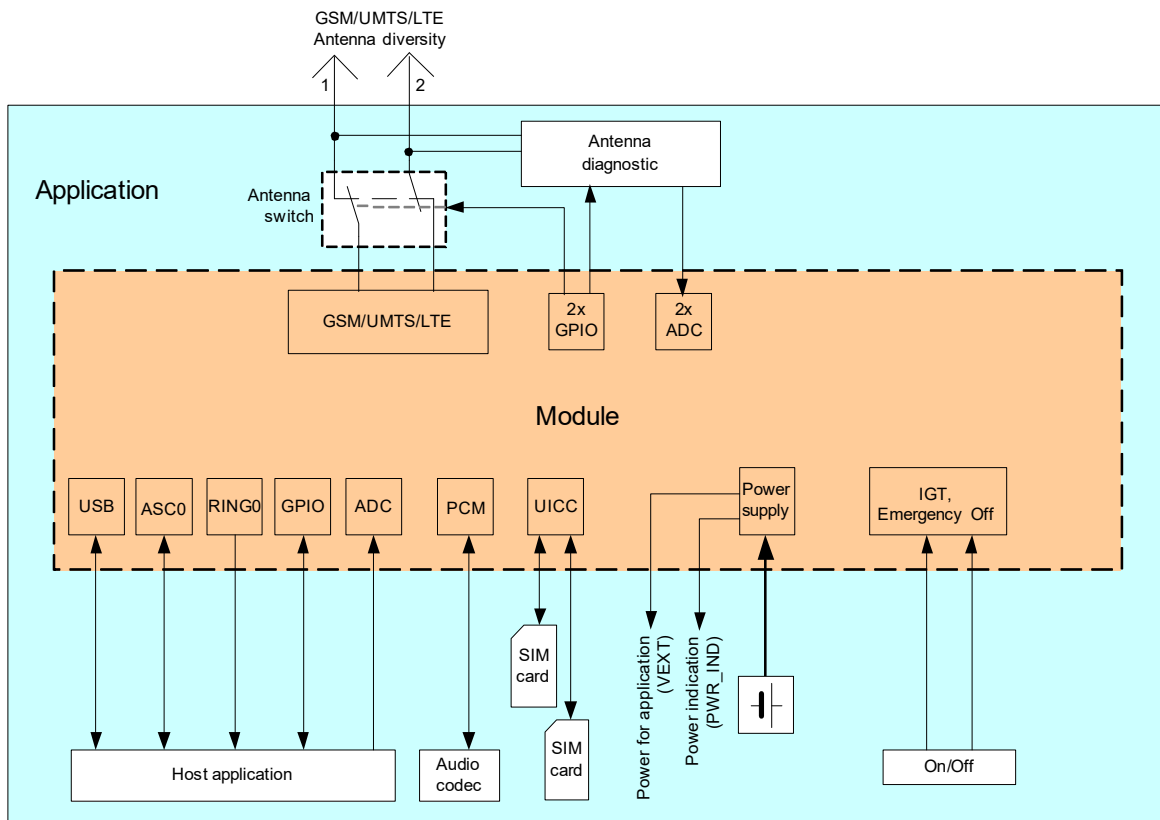 GSM/UMTS/LTE
Antenna diversity
1
2
Antenna
diagnostic
Application
Antenna
switch
GSM/UMTS/LTE
2x
GPIO
2x
ADC
Module
USB
ASC0
RING0
GPIO
ADC
PCM
UICC
Power
supply
IGT,
Emergency Off
SIM
card
SIM
card
Power for application
(VEXT)
Power indication
(PWR_IND)
Host application
Audio
codec
On/Off